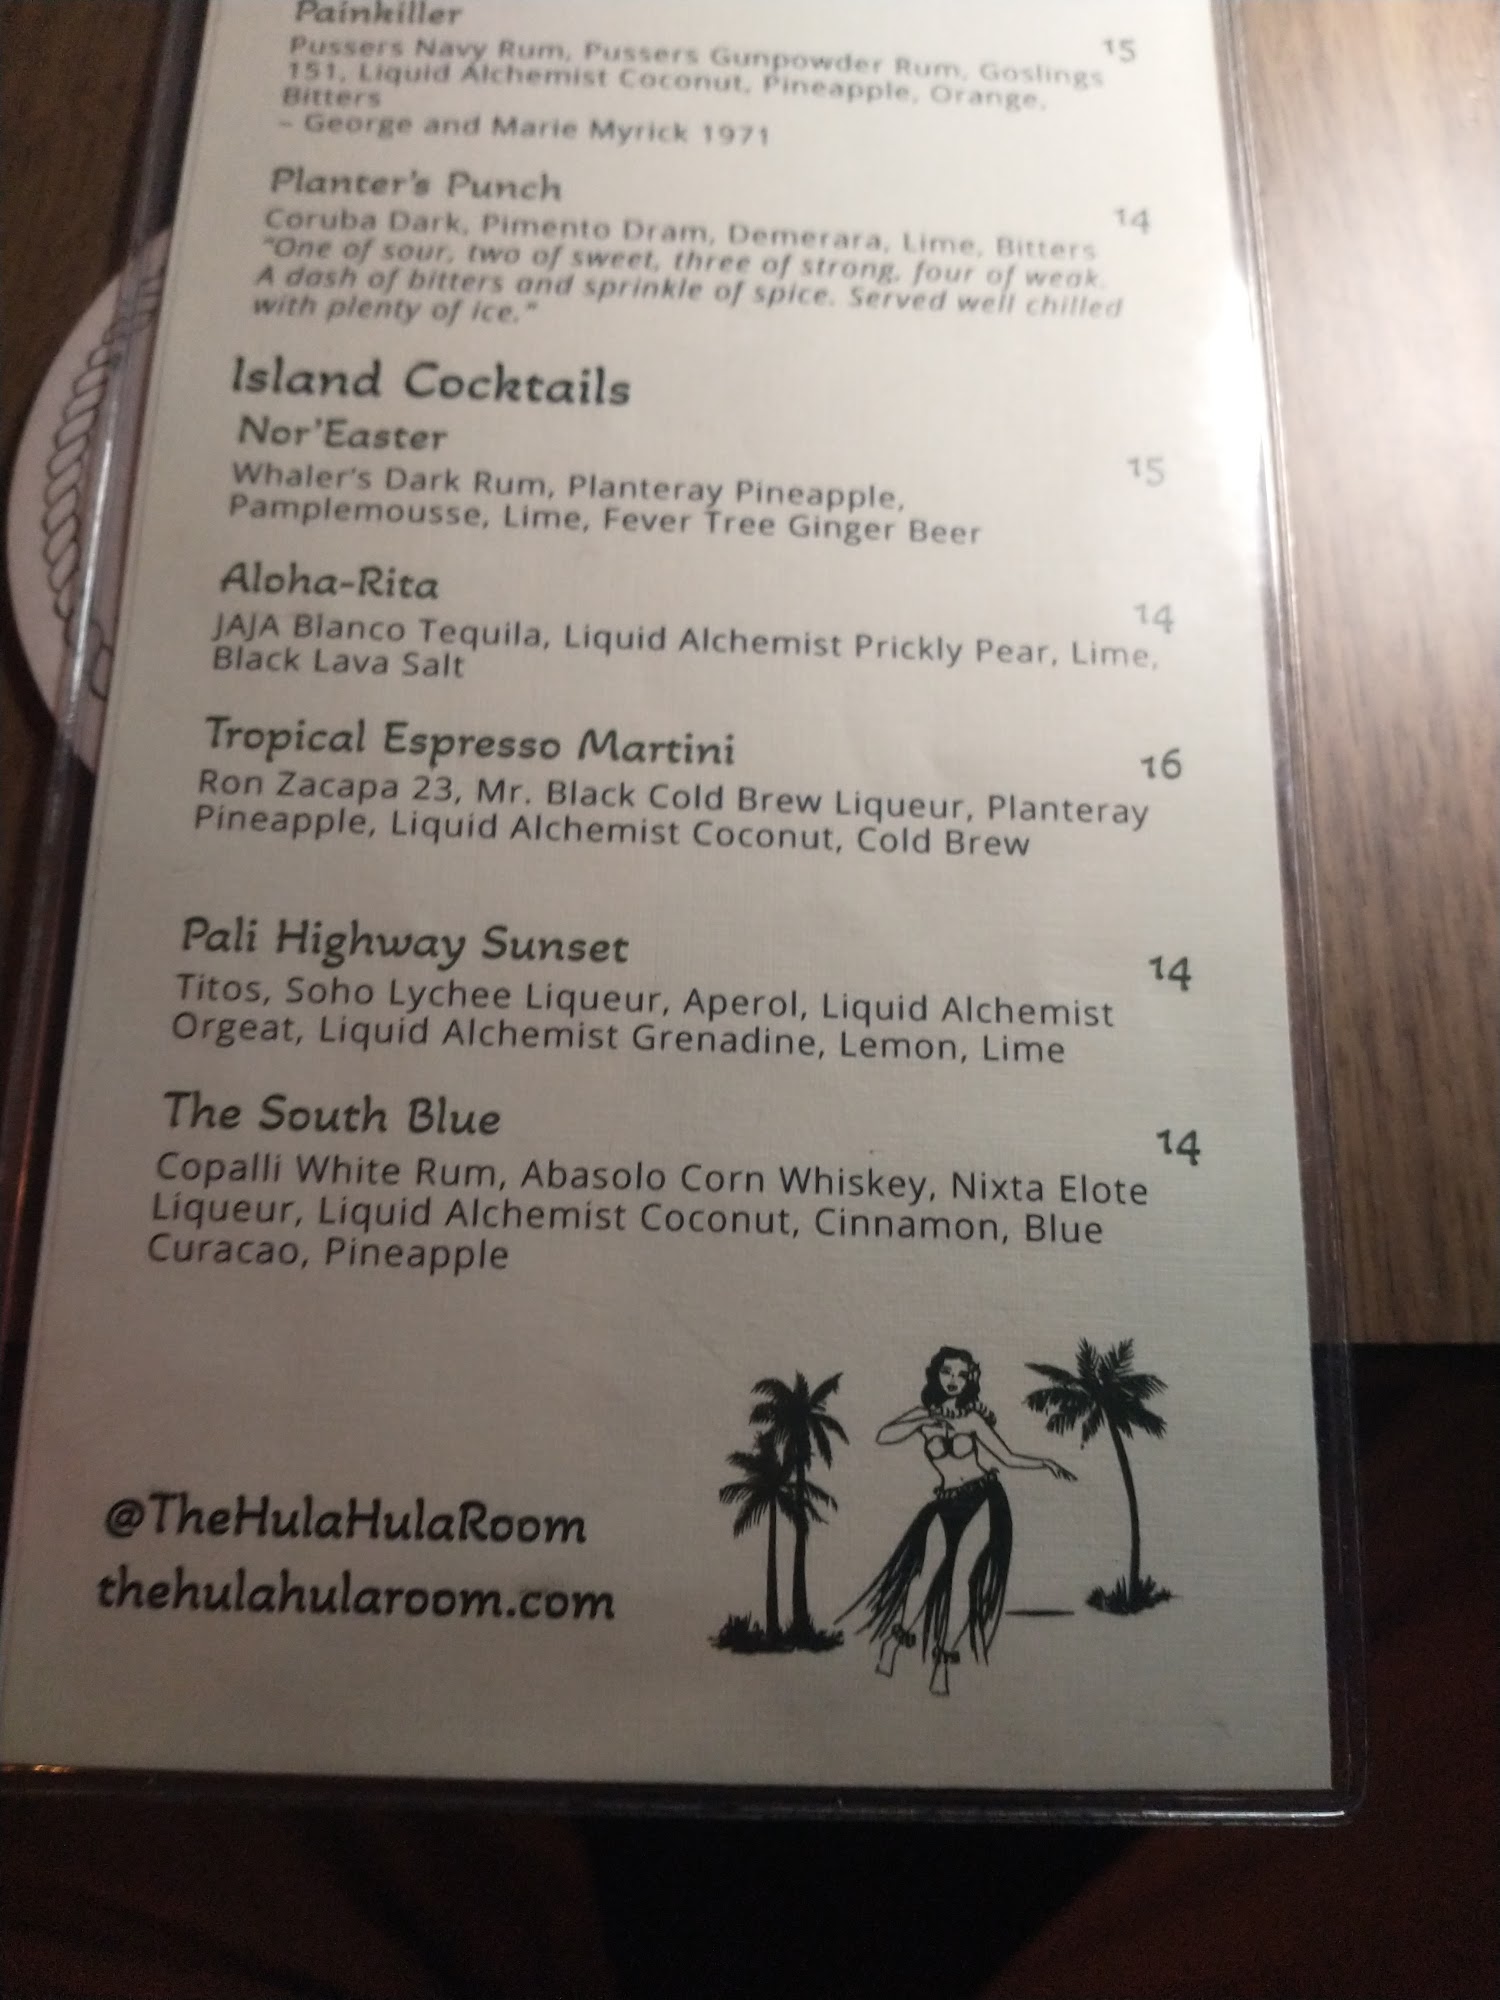 Painkiller
15
Pussers Navy Rum, Pussers Gunpowder Rum, Goslings
151, Liquid Alchemist Coconut, Pineapple, Orange,
Bitters
– George and Marie Myrick 1971
Planter's Punch
14
Coruba Dark, Pimento Dram, Demerara, Lime, Bitters
"One of sour, two of sweet, three of strong, four of weak.
A dash of bitters and sprinkle of spice. Served well chilled
with plenty of ice."
Island Cocktails
Nor'Easter
15
Whaler's Dark Rum, Planteray Pineapple,
Pamplemousse, Lime, Fever Tree Ginger Beer
Aloha-Rita
14
JAJA Blanco Tequila, Liquid Alchemist Prickly Pear, Lime,
Black Lava Salt
Tropical Espresso Martini
16
Ron Zacapa 23, Mr. Black Cold Brew Liqueur, Planteray
Pineapple, Liquid Alchemist Coconut, Cold Brew
Pali Highway Sunset
14
Titos, Soho Lychee Liqueur, Aperol, Liquid Alchemist
Orgeat, Liquid Alchemist Grenadine, Lemon, Lime
The South Blue
14
Copalli White Rum, Abasolo Corn Whiskey, Nixta Elote
Liqueur, Liquid Alchemist Coconut, Cinnamon, Blue
Curacao, Pineapple
@TheHulaHulaRoom
thehulahularoom.com